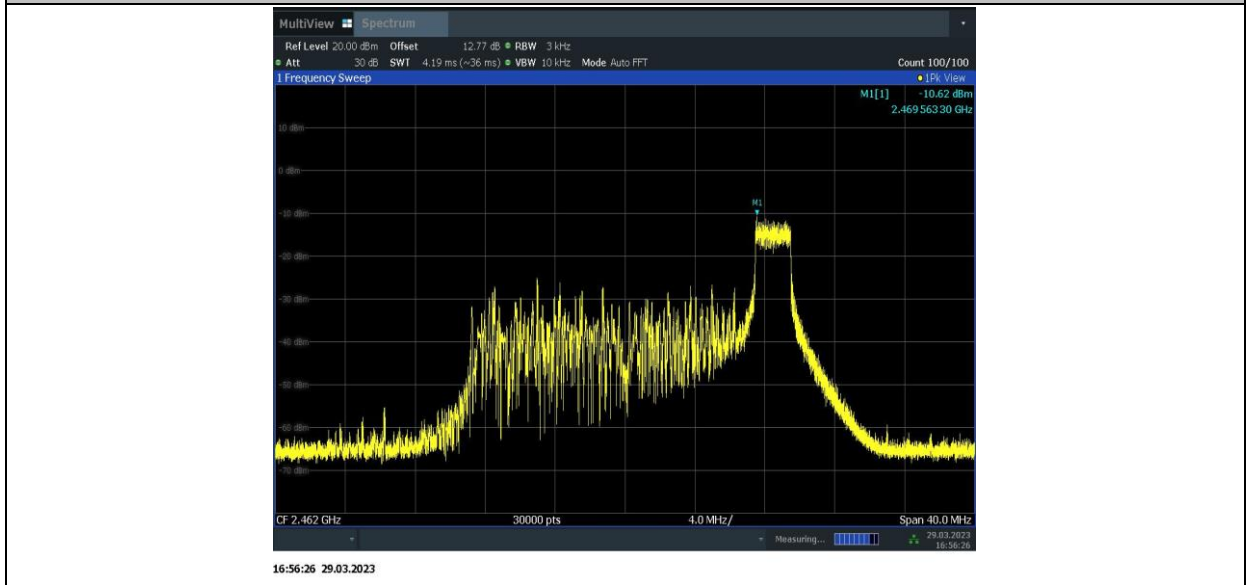 MultiView Spectrum
Ref Level 20.00 dBm Offset 12.77 dB RBW 3 kHz
Att 30 dB SWT 4.19 ms (~36 ms) VBW 10 kHz Mode Auto FFT Count 100/100
1 Frequency Sweep 1Pk View
M1[1] -10.62 dBm
2.469 563 30 GHz
10 dBm
0 dBm
M1
-10 dBm
-20 dBm
-30 dBm
-40 dBm
-50 dBm
-60 dBm
-70 dBm
CF 2.462 GHz 30000 pts 4.0 MHz/ Span 40.0 MHz
Measuring... 29.03.2023
16:56:26
16:56:26 29.03.2023